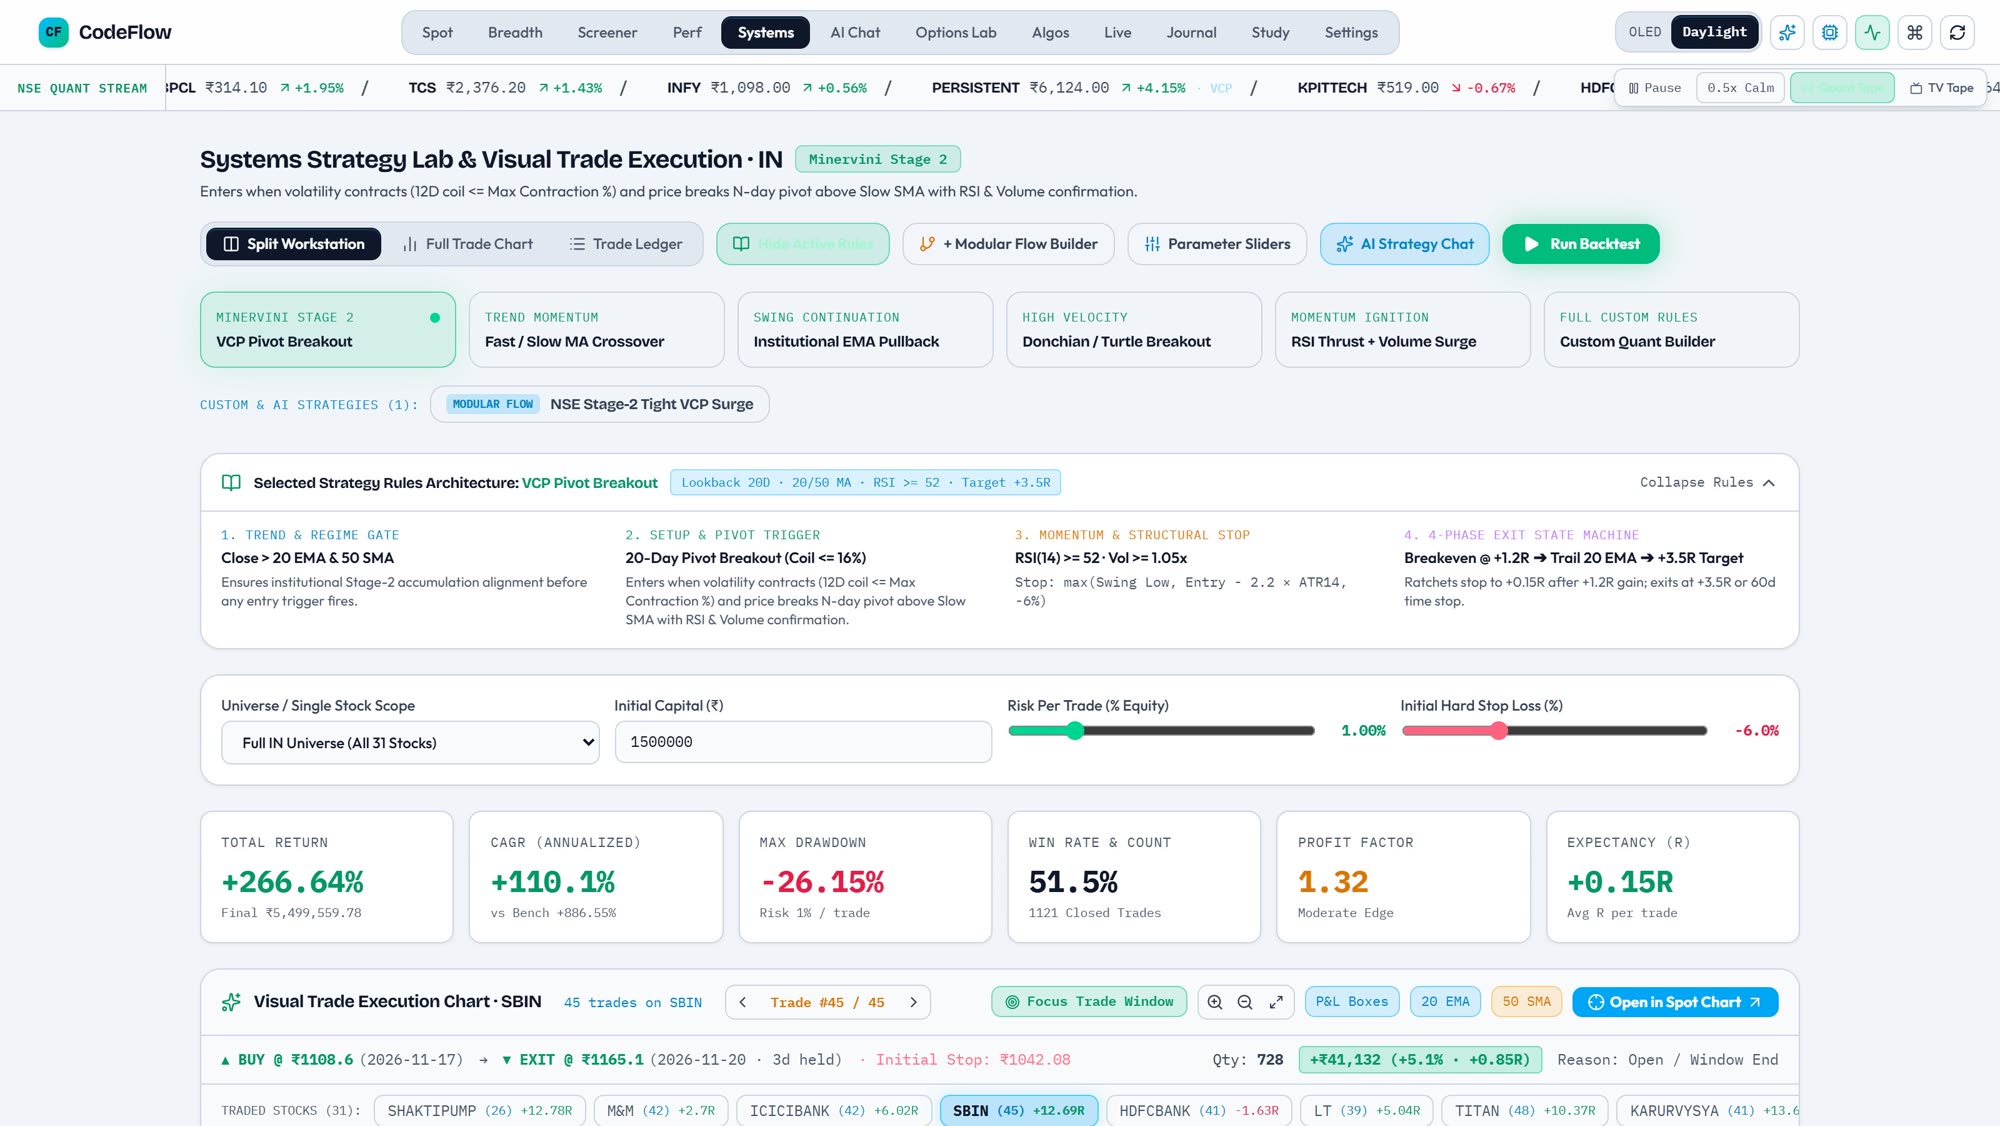 CF CodeFlow
Spot Breadth Screener Perf Systems AI Chat Options Lab Algos Live Journal Study Settings
OLED Daylight
NSE QUANT STREAM
PCL ₹314.10 ↗ +1.95% / TCS ₹2,376.20 ↗ +1.43% / INFY ₹1,098.00 ↗ +0.56% / PERSISTENT ₹6,124.00 ↗ +4.15% · VCP / KPITTECH ₹519.00 ↘ -0.67% / HDFC
Pause 0.5x Calm Quant Tape TV Tape
Systems Strategy Lab & Visual Trade Execution · IN Minervini Stage 2
Enters when volatility contracts (12D coil <= Max Contraction %) and price breaks N-day pivot above Slow SMA with RSI & Volume confirmation.
Split Workstation Full Trade Chart Trade Ledger Hide Active Rules + Modular Flow Builder Parameter Sliders AI Strategy Chat Run Backtest
MINERVINI STAGE 2
VCP Pivot Breakout
TREND MOMENTUM
Fast / Slow MA Crossover
SWING CONTINUATION
Institutional EMA Pullback
HIGH VELOCITY
Donchian / Turtle Breakout
MOMENTUM IGNITION
RSI Thrust + Volume Surge
FULL CUSTOM RULES
Custom Quant Builder
CUSTOM & AI STRATEGIES (1): MODULAR FLOW NSE Stage-2 Tight VCP Surge
Selected Strategy Rules Architecture: VCP Pivot Breakout Lookback 20D · 20/50 MA · RSI >= 52 · Target +3.5R Collapse Rules
1. TREND & REGIME GATE
Close > 20 EMA & 50 SMA
Ensures institutional Stage-2 accumulation alignment before
any entry trigger fires.
2. SETUP & PIVOT TRIGGER
20-Day Pivot Breakout (Coil <= 16%)
Enters when volatility contracts (12D coil <= Max
Contraction %) and price breaks N-day pivot above Slow
SMA with RSI & Volume confirmation.
3. MOMENTUM & STRUCTURAL STOP
RSI(14) >= 52 · Vol >= 1.05x
Stop: max(Swing Low, Entry - 2.2 × ATR14,
-6%)
4. 4-PHASE EXIT STATE MACHINE
Breakeven @ +1.2R ➔ Trail 20 EMA ➔ +3.5R Target
Ratchets stop to +0.15R after +1.2R gain; exits at +3.5R or 60d
time stop.
Universe / Single Stock Scope
Full IN Universe (All 31 Stocks)
Initial Capital (₹)
1500000
Risk Per Trade (% Equity)
1.00%
Initial Hard Stop Loss (%)
-6.0%
TOTAL RETURN
+266.64%
Final ₹5,499,559.78
CAGR (ANNUALIZED)
+110.1%
vs Bench +886.55%
MAX DRAWDOWN
-26.15%
Risk 1% / trade
WIN RATE & COUNT
51.5%
1121 Closed Trades
PROFIT FACTOR
1.32
Moderate Edge
EXPECTANCY (R)
+0.15R
Avg R per trade
Visual Trade Execution Chart · SBIN 45 trades on SBIN Trade #45 / 45 Focus Trade Window P&L Boxes 20 EMA 50 SMA Open in Spot Chart ↗
▲ BUY @ ₹1108.6 (2026-11-17) → ▼ EXIT @ ₹1165.1 (2026-11-20 · 3d held) · Initial Stop: ₹1042.08 Qty: 728 +₹41,132 (+5.1% · +0.85R) Reason: Open / Window End
TRADED STOCKS (31): SHAKTIPUMP (26) +12.78R M&M (42) +2.7R ICICIBANK (42) +6.02R SBIN (45) +12.69R HDFCBANK (41) -1.63R LT (39) +5.04R TITAN (48) +10.37R KARURVYSYA (41) +13.6